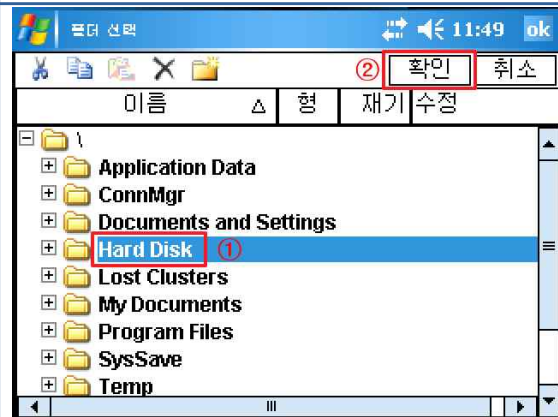 폴더 선택 11:49 ok
② 확인 취소
이름 형 재기 수정
\
Application Data
ConnMgr
Documents and Settings
Hard Disk ①
Lost Clusters
My Documents
Program Files
SysSave
Temp